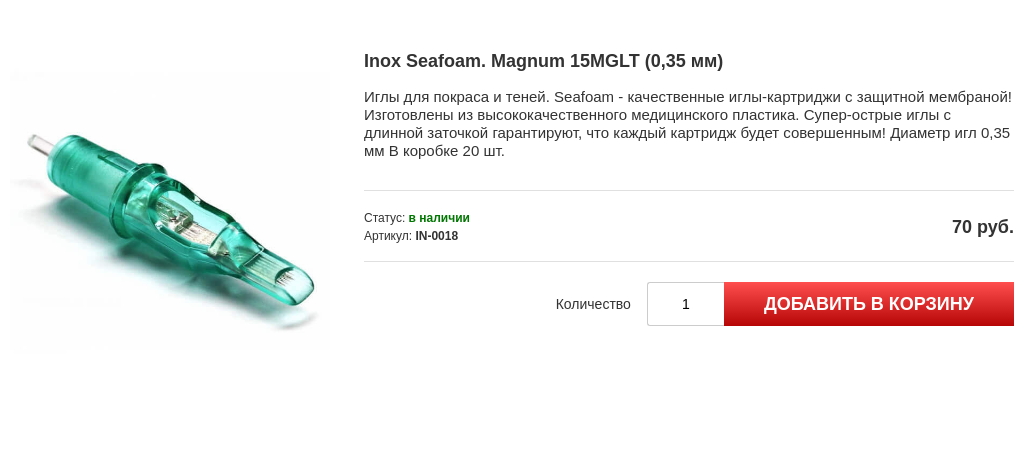 Inox Seafoam. Magnum 15MGLT (0,35 мм)
Иглы для покраса и теней. Seafoam - качественные иглы-картриджи с защитной мембраной!
Изготовлены из высококачественного медицинского пластика. Супер-острые иглы с
длинной заточкой гарантируют, что каждый картридж будет совершенным! Диаметр игл 0,35
мм В коробке 20 шт.
Статус: в наличии
Артикул: IN-0018
70 руб.
Количество
1
ДОБАВИТЬ В КОРЗИНУ